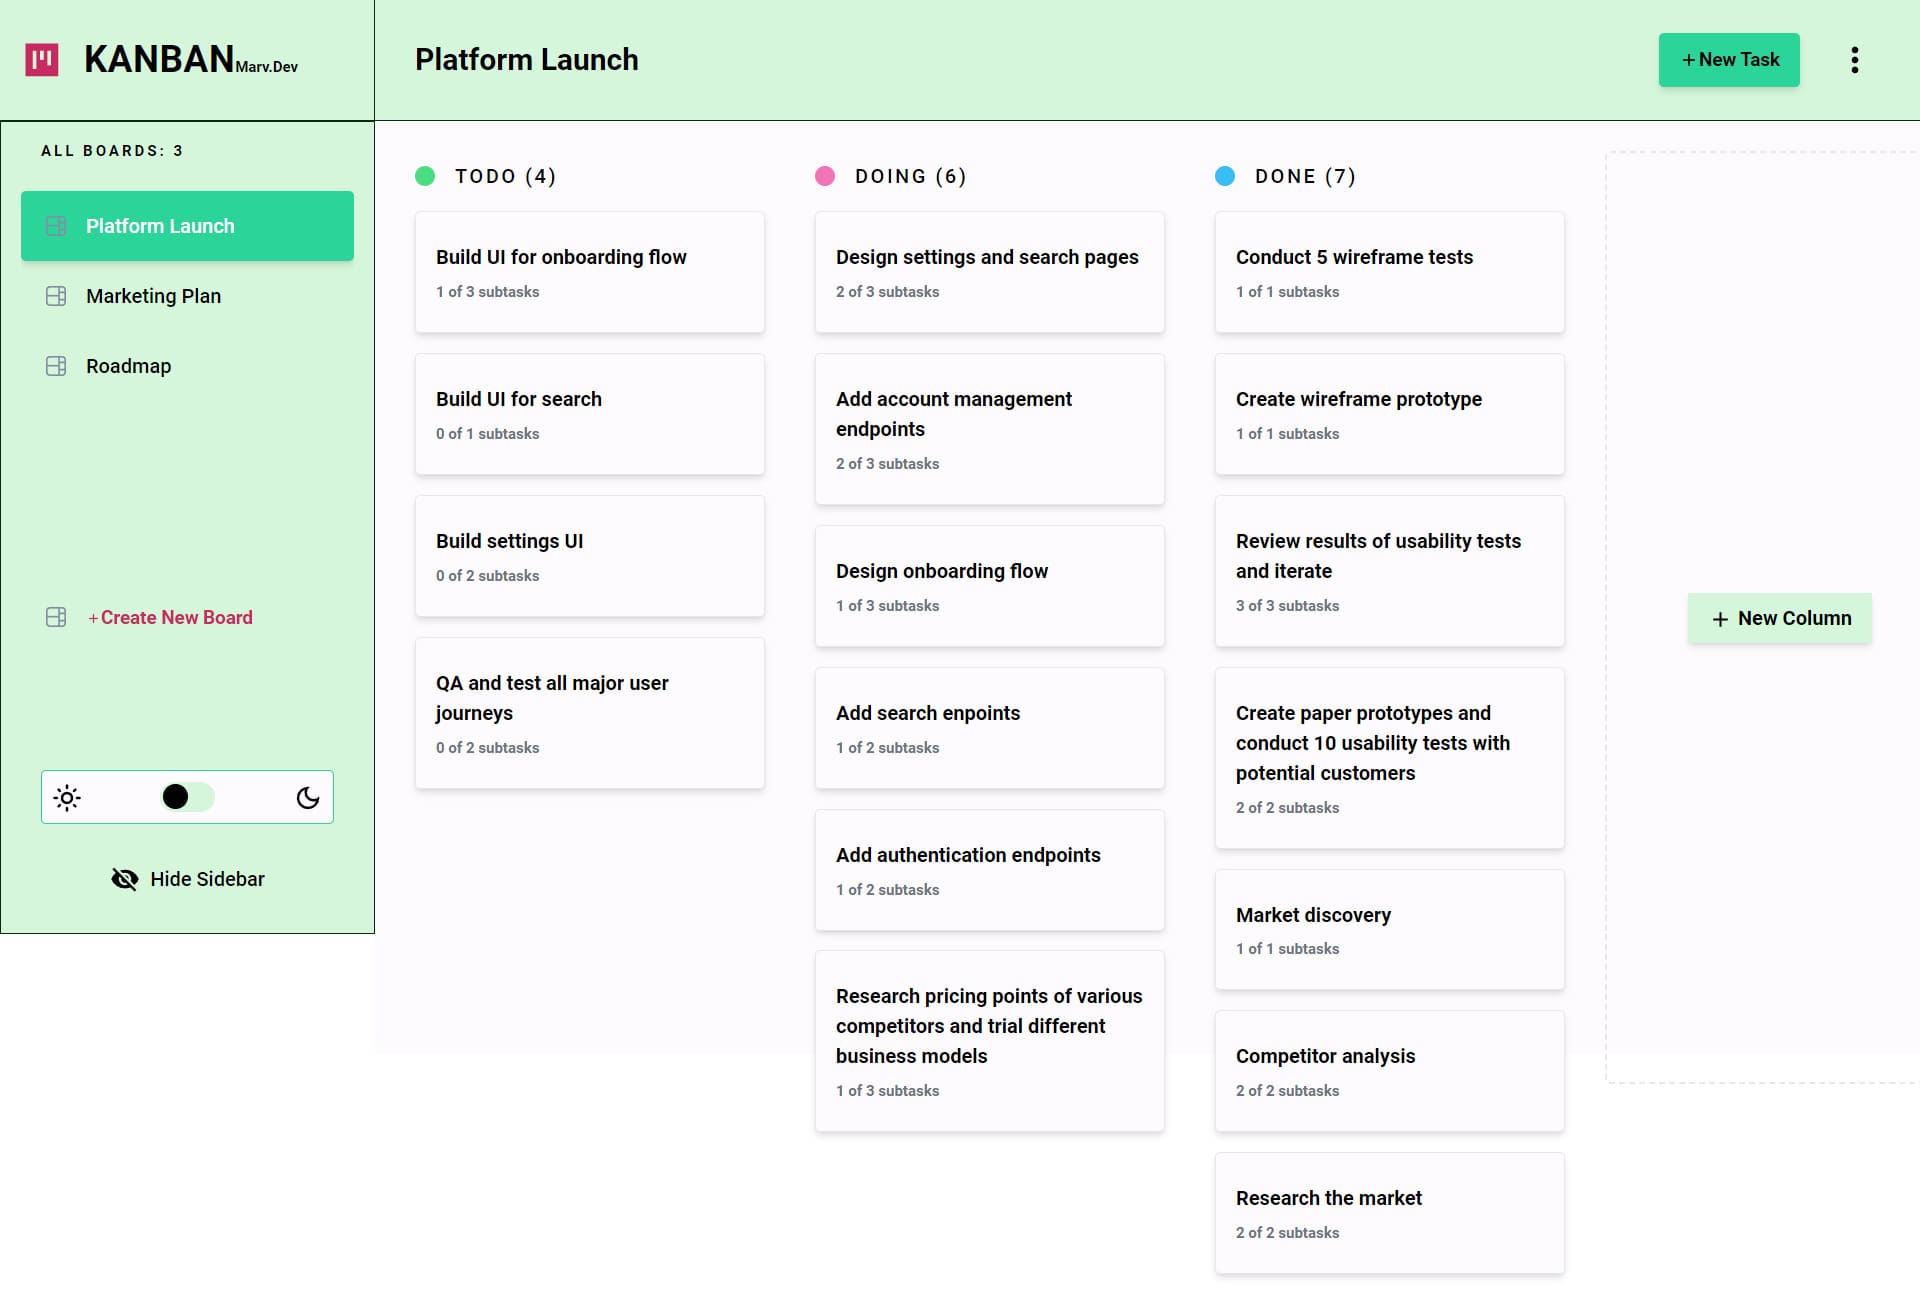 KANBAN Marv.Dev
Platform Launch
+ New Task
ALL BOARDS: 3
Platform Launch
Marketing Plan
Roadmap
+ Create New Board
Hide Sidebar
TODO (4)
Build UI for onboarding flow
1 of 3 subtasks
Build UI for search
0 of 1 subtasks
Build settings UI
0 of 2 subtasks
QA and test all major user
journeys
0 of 2 subtasks
DOING (6)
Design settings and search pages
2 of 3 subtasks
Add account management
endpoints
2 of 3 subtasks
Design onboarding flow
1 of 3 subtasks
Add search enpoints
1 of 2 subtasks
Add authentication endpoints
1 of 2 subtasks
Research pricing points of various
competitors and trial different
business models
1 of 3 subtasks
DONE (7)
Conduct 5 wireframe tests
1 of 1 subtasks
Create wireframe prototype
1 of 1 subtasks
Review results of usability tests
and iterate
3 of 3 subtasks
Create paper prototypes and
conduct 10 usability tests with
potential customers
2 of 2 subtasks
Market discovery
1 of 1 subtasks
Competitor analysis
2 of 2 subtasks
Research the market
2 of 2 subtasks
+ New Column